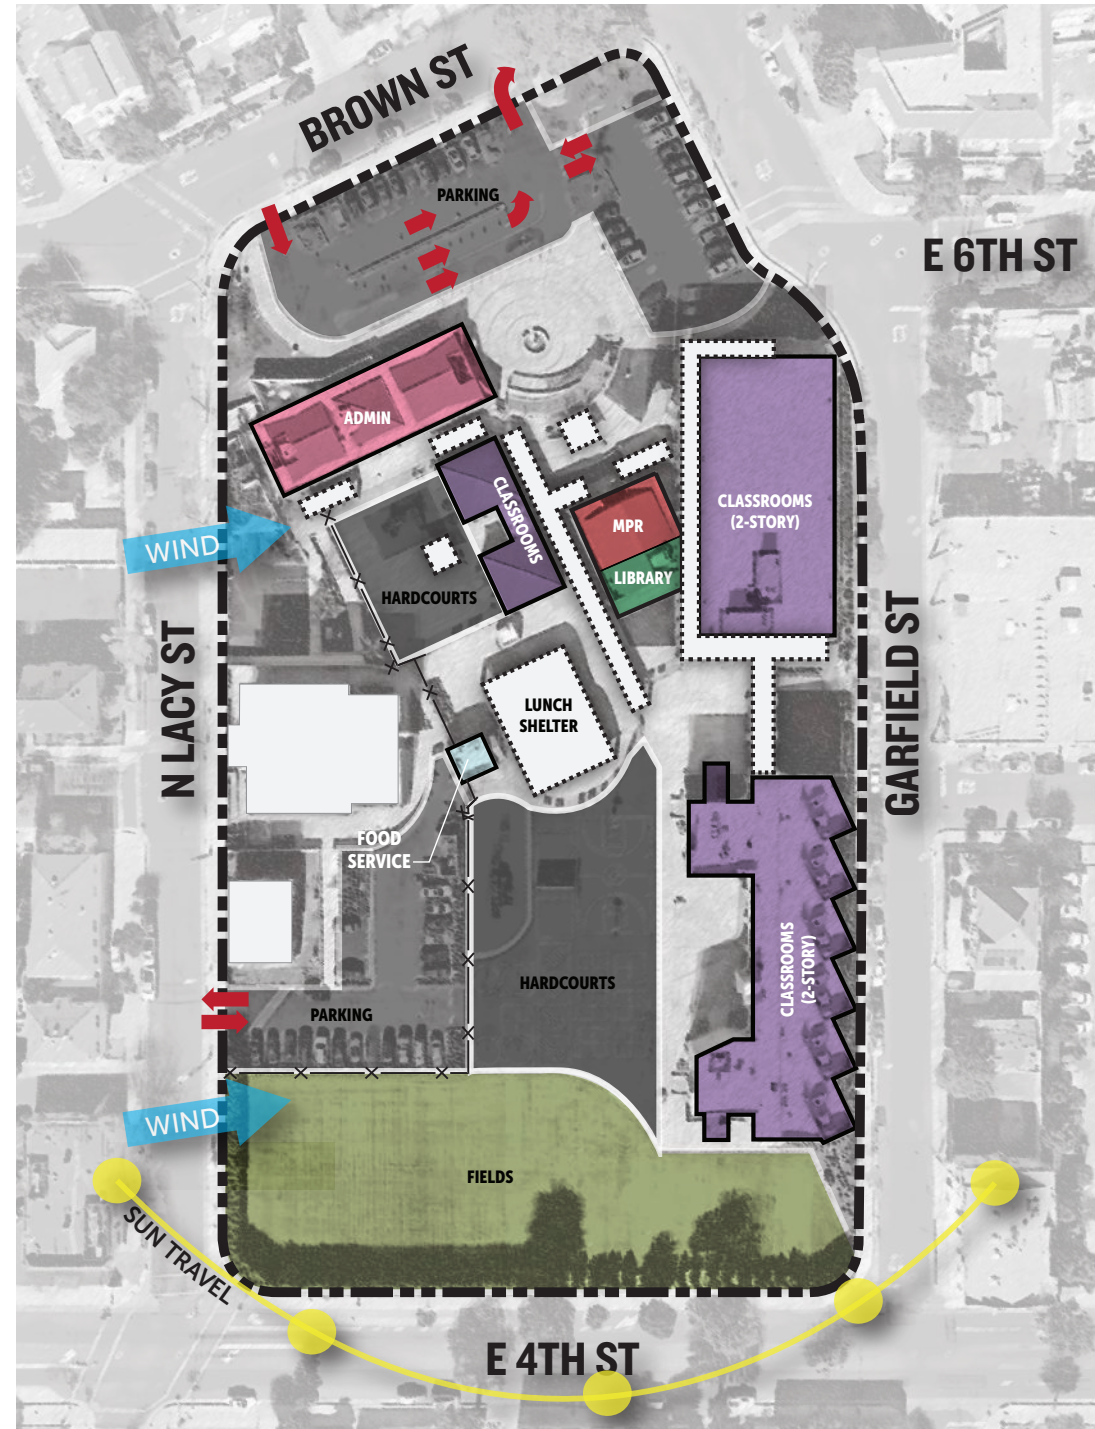 BROWN ST
PARKING
E 6TH ST
ADMIN
CLASSROOMS
CLASSROOMS
(2-STORY)
MPR
WIND
LIBRARY
HARDCOURTS
N LACY ST
GARFIELD ST
LUNCH
SHELTER
FOOD
SERVICE
HARDCOURTS
CLASSROOMS
(2-STORY)
PARKING
WIND
FIELDS
SUN TRAVEL
E 4TH ST